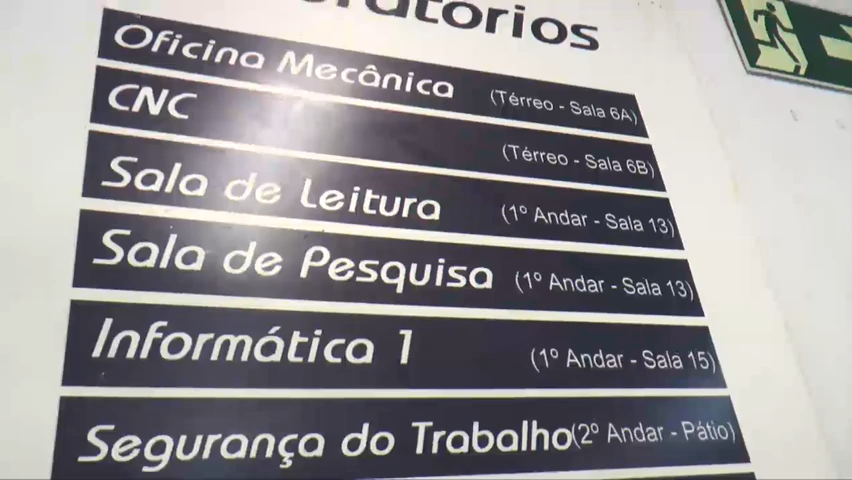 Oficina Mecânica (Térreo - Sala 6A)
CNC (Térreo - Sala 6B)
Sala de Leitura (1º Andar - Sala 13)
Sala de Pesquisa (1º Andar - Sala 13)
Informática 1 (1º Andar - Sala 15)
Segurança do Trabalho (2º Andar - Pátio)